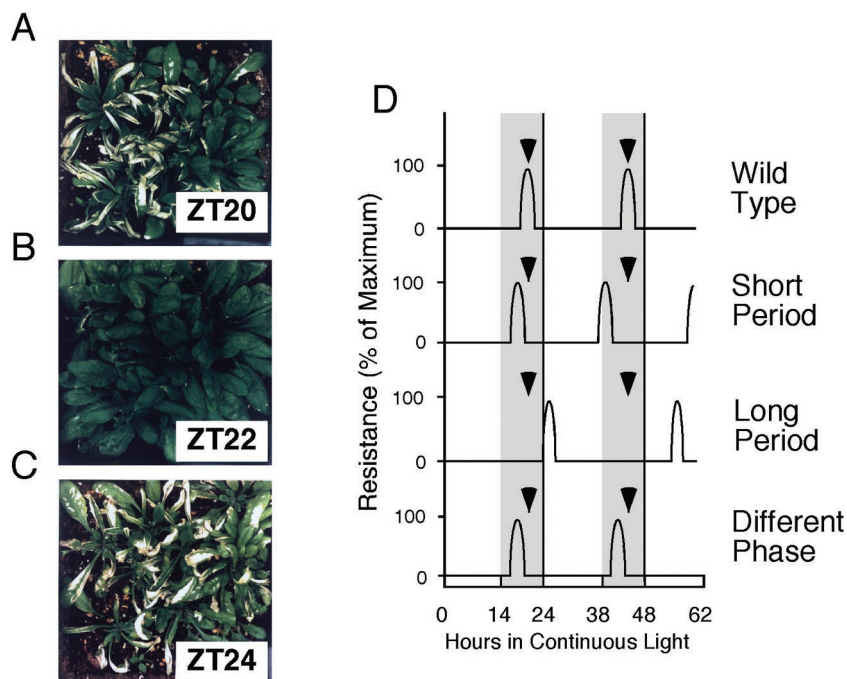 A
ZT20
B
ZT22
C
ZT24
D
Resistance (% of Maximum)
100
0
Wild
Type
100
0
Short
Period
100
0
Long
Period
100
0
Different
Phase
0 14 24 38 48 62
Hours in Continuous Light